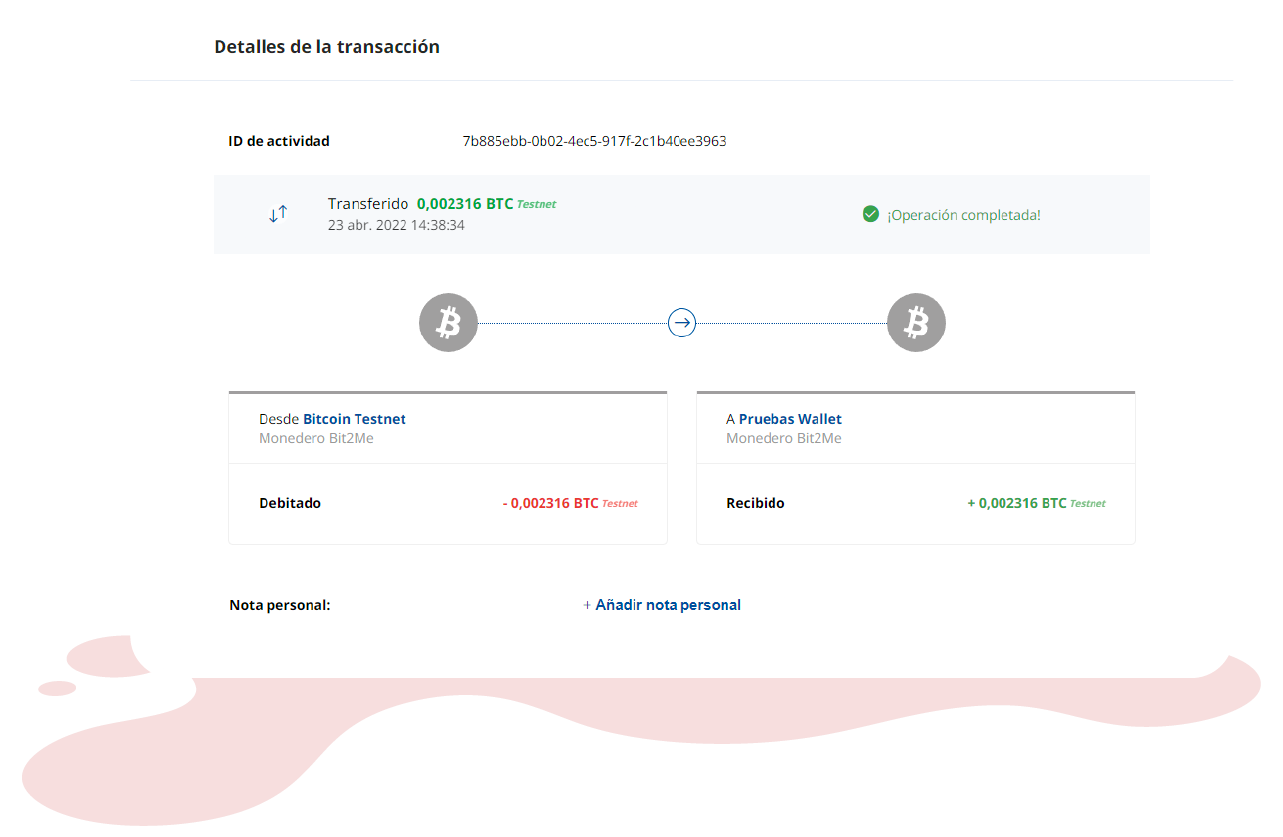 Detalles de la transacción
ID de actividad 7b885ebb-0b02-4ec5-917f-2c1b40ee3963
Transferido 0,002316 BTC Testnet
23 abr. 2022 14:38:34
¡Operación completada!
Desde Bitcoin Testnet
Monedero Bit2Me
Debitado - 0,002316 BTC Testnet
A Pruebas Wallet
Monedero Bit2Me
Recibido + 0,002316 BTC Testnet
Nota personal: + Añadir nota personal